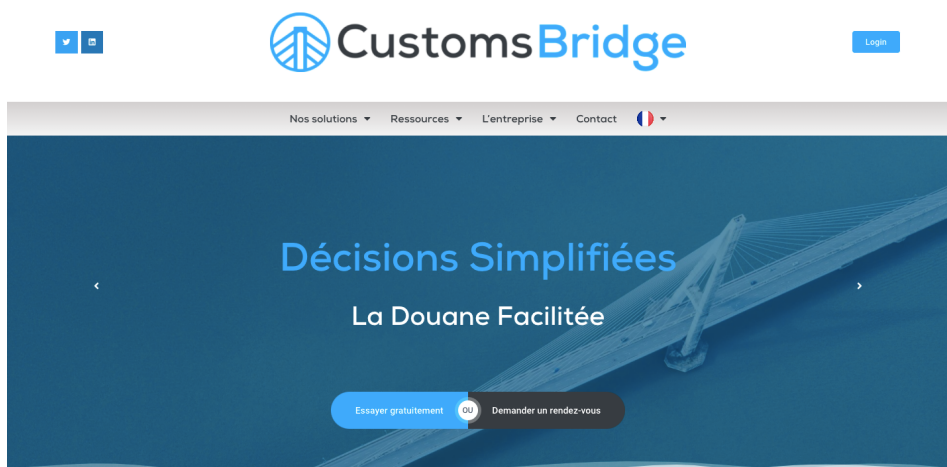 CustomsBridge
Login
Nos solutions
Ressources
L'entreprise
Contact
Décisions Simplifiées
La Douane Facilitée
Essayer gratuitement
OU
Demander un rendez-vous